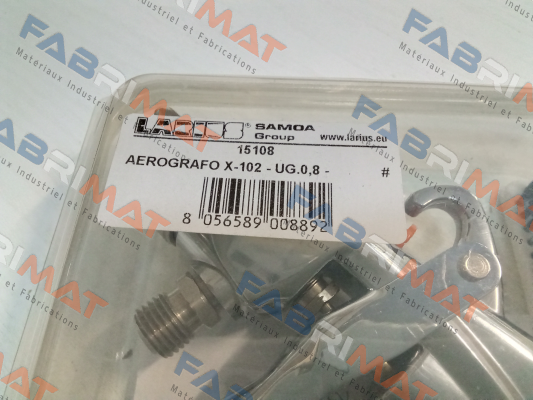 LARIUS® SAMOA
Group www.larius.eu
15108
AEROGRAFO X-102 - UG.0,8 - #
8 056589 008892
FABRIMAT
Materiaux Industriel et Fabrications